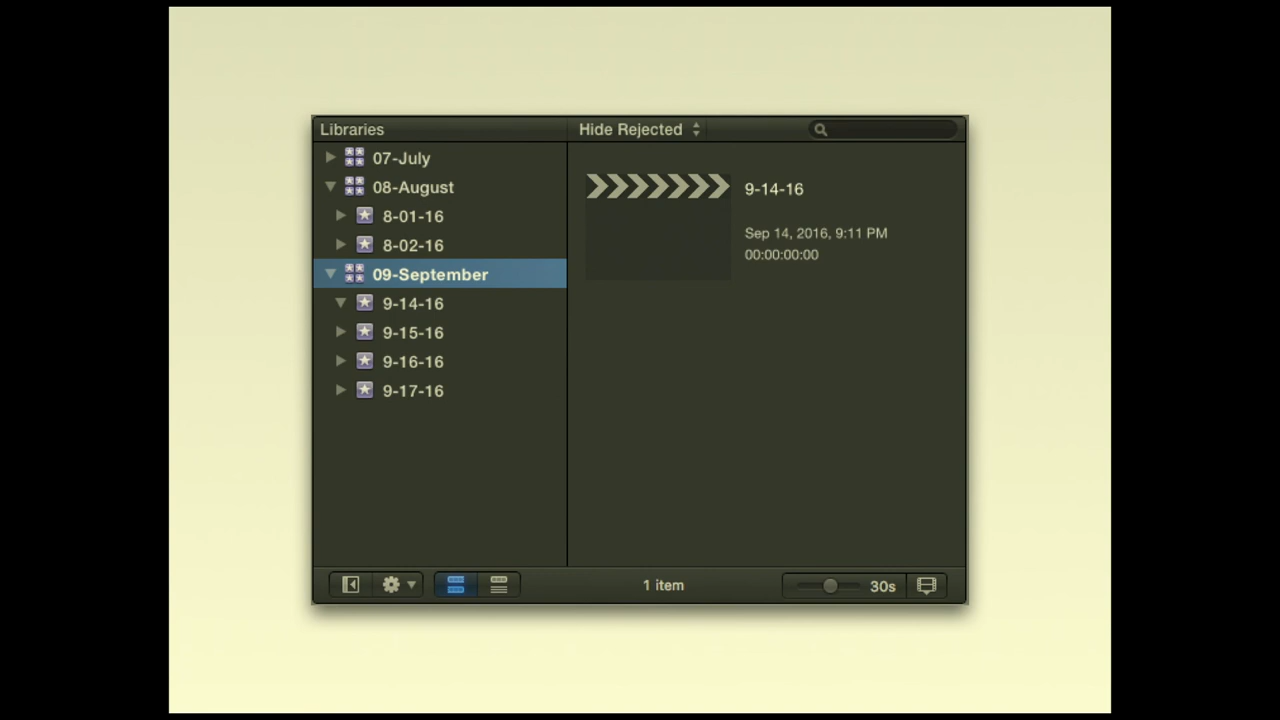 Libraries
Hide Rejected
07-July
08-August
8-01-16
8-02-16
09-September
9-14-16
9-15-16
9-16-16
9-17-16
9-14-16
Sep 14, 2016, 9:11 PM
00:00:00:00
1 item
30s